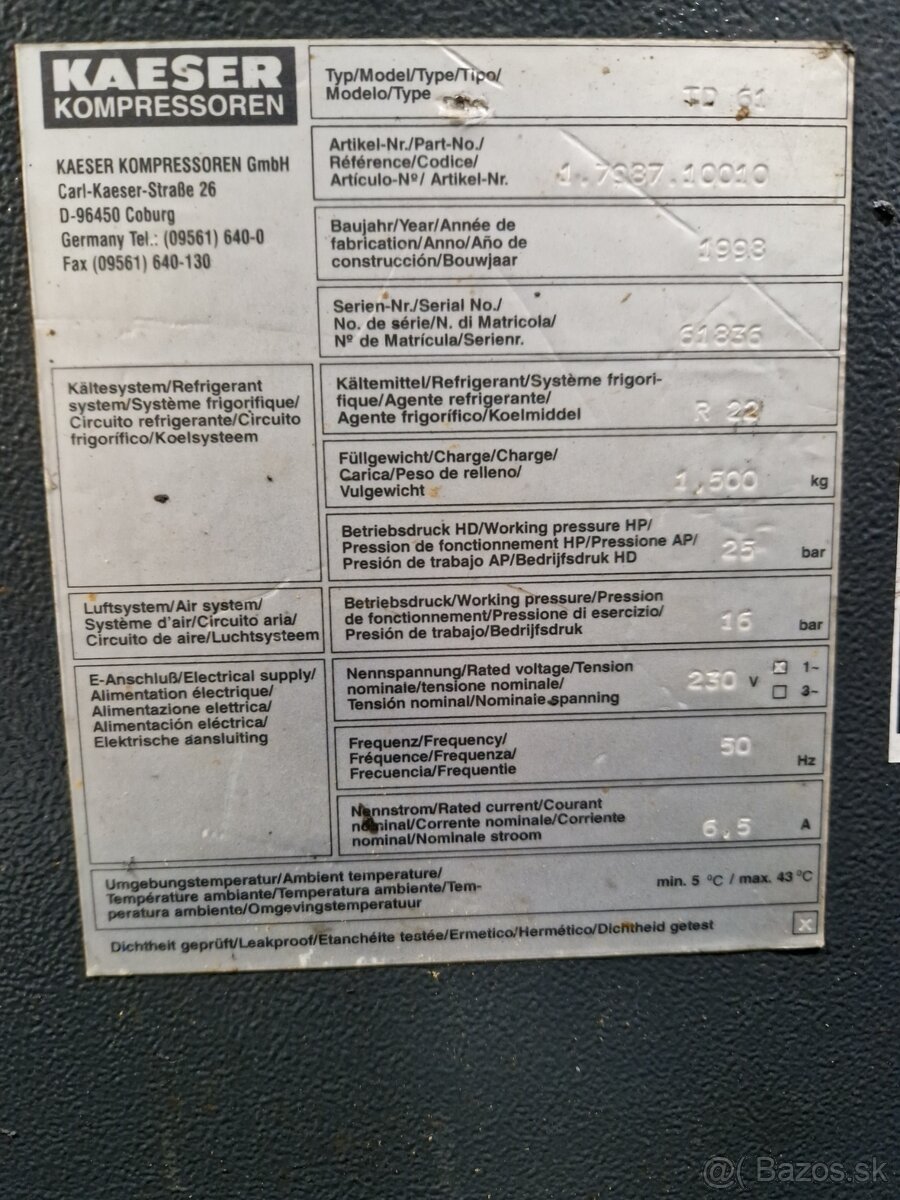 KAESER
KOMPRESSOREN
KAESER KOMPRESSOREN GmbH
Carl-Kaeser-Straße 26
D-96450 Coburg
Germany Tel.: (09561) 640-0
Fax (09561) 640-130
Typ/Model/Type/Tipo/
Modelo/Type TD 61
Artikel-Nr./Part-No./
Référence/Codice/
Artículo-Nº/ Artikel-Nr. 1.7987.10010
Baujahr/Year/Année de
fabrication/Anno/Año de
construcción/Bouwjaar 1998
Serien-Nr./Serial No./
No. de série/N. di Matricola/
Nº de Matrícula/Serienr. 61836
Kältesystem/Refrigerant
system/Système frigorifique/
Circuito refrigerante/Circuito
frigorífico/Koelsysteem
Kältemittel/Refrigerant/Système frigori-
fique/Agente refrigerante/
Agente frigorífico/Koelmiddel R 22
Füllgewicht/Charge/Charge/
Carica/Peso de relleno/
Vulgewicht 1,500 kg
Betriebsdruck HD/Working pressure HP/
Pression de fonctionnement HP/Pressione AP/
Presión de trabajo AP/Bedrijfsdruk HD 25 bar
Luftsystem/Air system/
Système d'air/Circuito aria/
Circuito de aire/Luchtsysteem
Betriebsdruck/Working pressure/Pression
de fonctionnement/Pressione di esercizio/
Presión de trabajo/Bedrijfsdruk 16 bar
E-Anschluß/Electrical supply/
Alimentation électrique/
Alimentazione elettrica/
Alimentación eléctrica/
Elektrische aansluiting
Nennspannung/Rated voltage/Tension
nominale/tensione nominale/
Tensión nominal/Nominale spanning 230 V x 1~
3~
Frequenz/Frequency/
Fréquence/Frequenza/
Frecuencia/Frequentie 50 Hz
Nennstrom/Rated current/Courant
nominal/Corrente nominale/Corriente
nominal/Nominale stroom 6,5 A
Umgebungstemperatur/Ambient temperature/
Température ambiante/Temperatura ambiente/Tem-
peratura ambiente/Omgevingstemperatuur min. 5 °C / max. 43 °C
Dichtheit geprüft/Leakproof/Etanchéite testée/Ermetico/Hermético/Dichtheid getest x
@( Bazos.sk